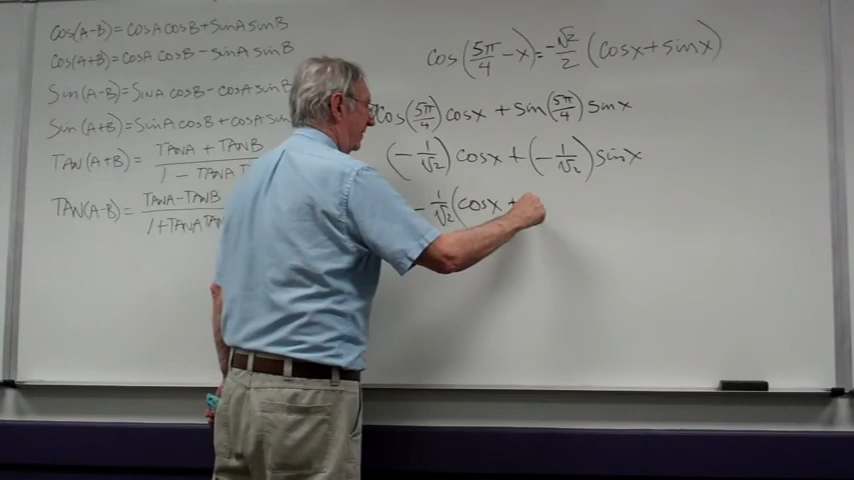 Cos(A-B)=COSA COSB+SINA SINB
Cos(A+B)=COSA COSB-SINA SINB
Sin(A-B)=SINA COSB-COSA SINB
Sin(A+B)=SINA COSB+COSA SINB
TAN(A+B)= TANA + TANB / 1 - TANA
TAN(A-B)= TANA-TANB / 1+TANA TAN
cos(5π/4-x)=-√2/2 (cosx+sinx)
cos(5π/4)cosx+sin(5π/4)sinx
(-1/√2)cosx+(-1/√2)sinx
-1/√2(cosx+